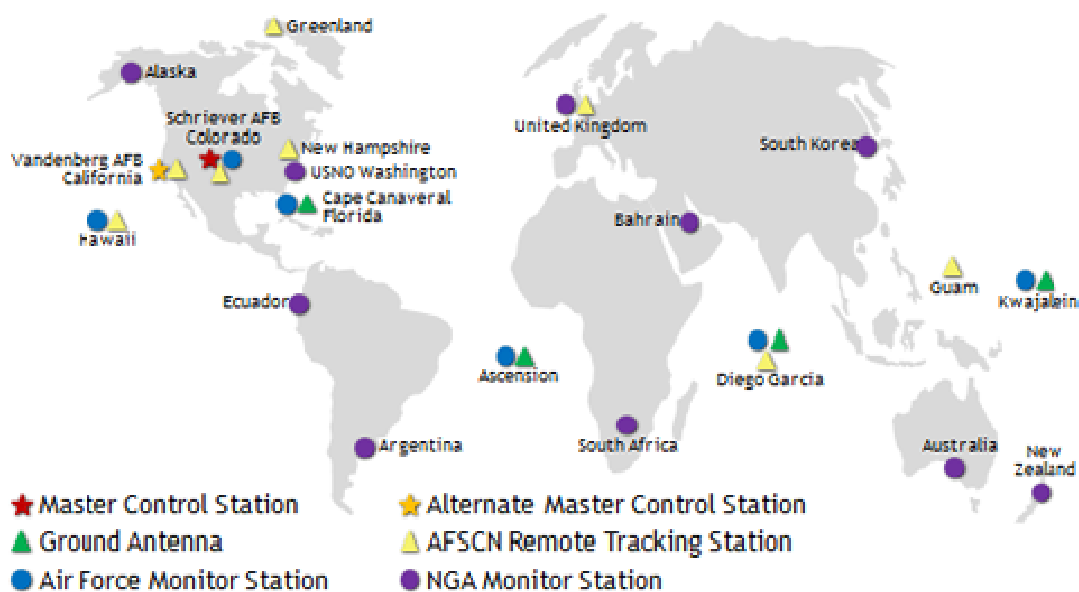 Greenland
Alaska
Schriever AFB
Colorado
New Hampshire
USNO Washington
Vandenberg AFB
California
Cape Canaveral
Florida
Hawaii
United Kingdom
South Korea
Bahrain
Guam
Kwajalein
Ecuador
Ascension
Diego Garcia
Argentina
South Africa
Australia
New
Zealand
Master Control Station
Alternate Master Control Station
Ground Antenna
AFSCN Remote Tracking Station
Air Force Monitor Station
NGA Monitor Station